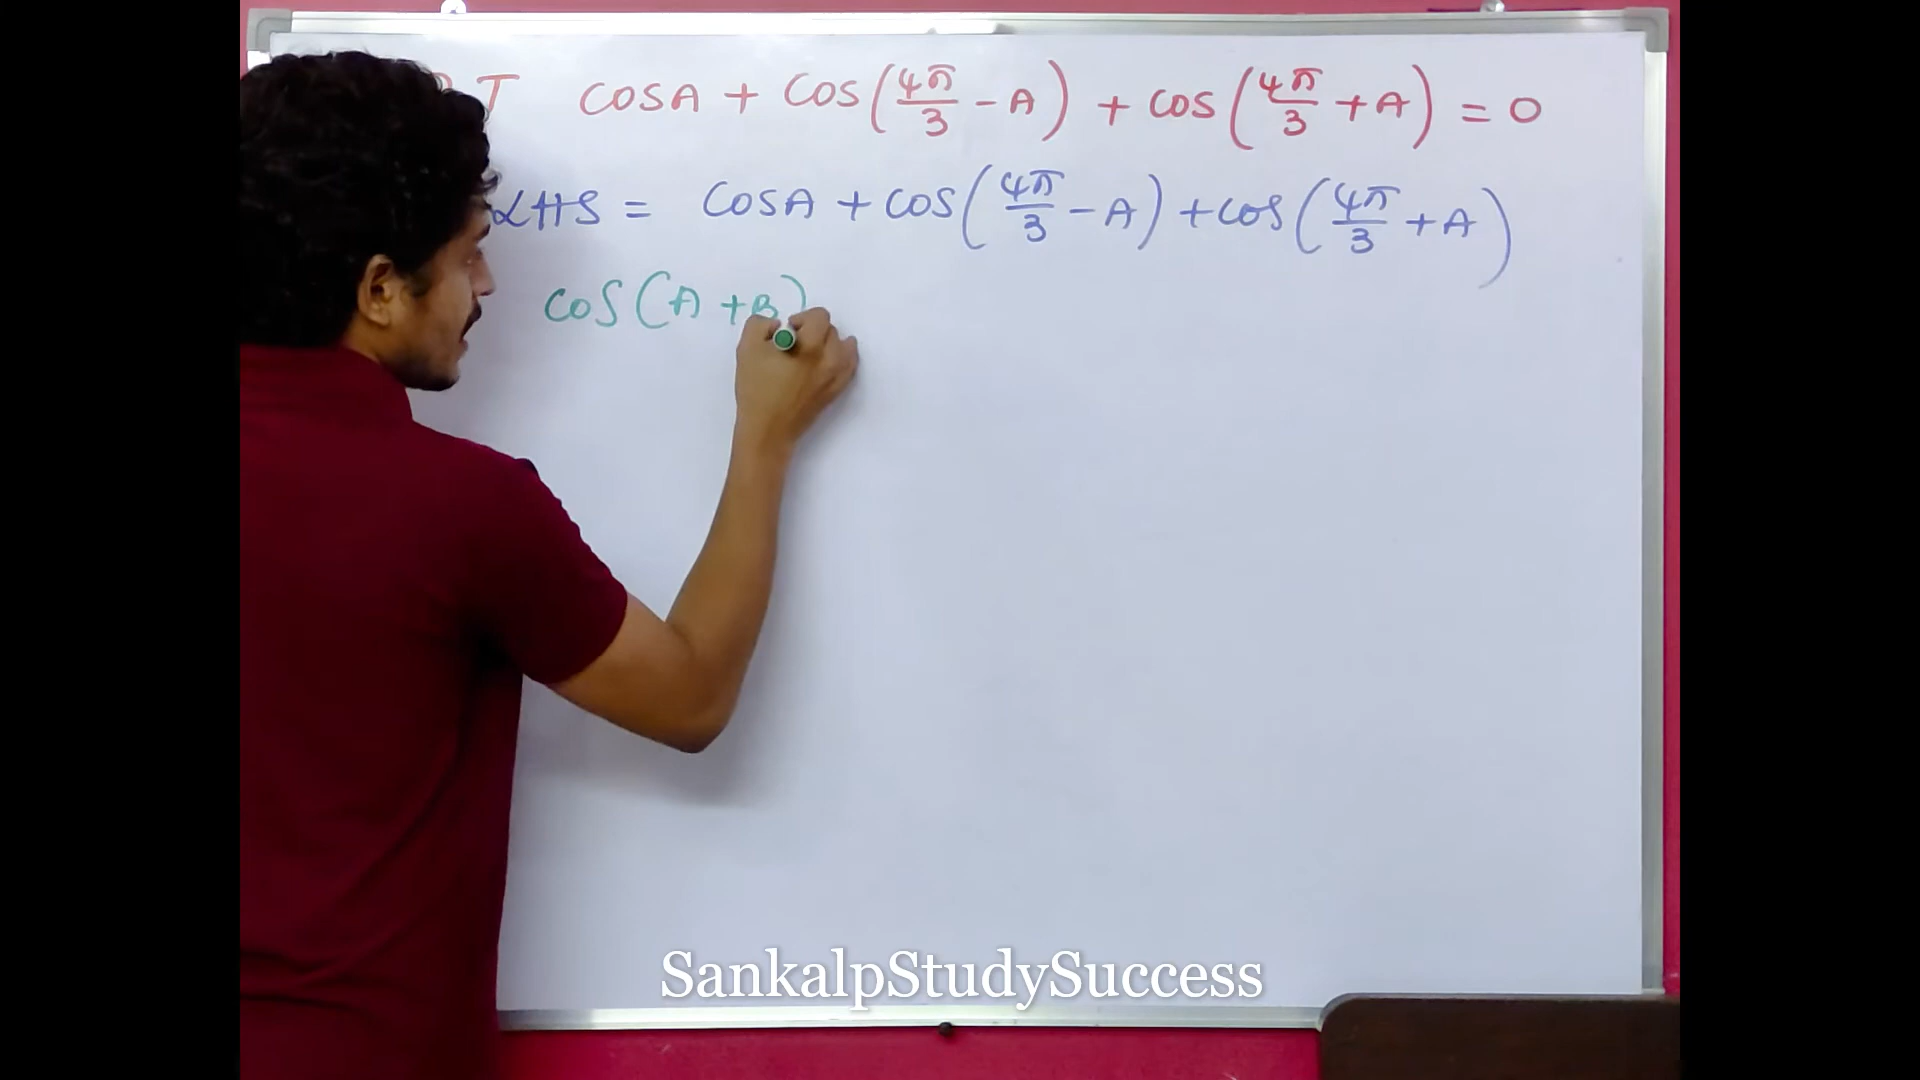 T cosA + cos(4π/3 - A) + cos(4π/3 + A) = 0
LHS = cosA + cos(4π/3 - A) + cos(4π/3 + A)
cos(A + B)
SankalpStudySuccess